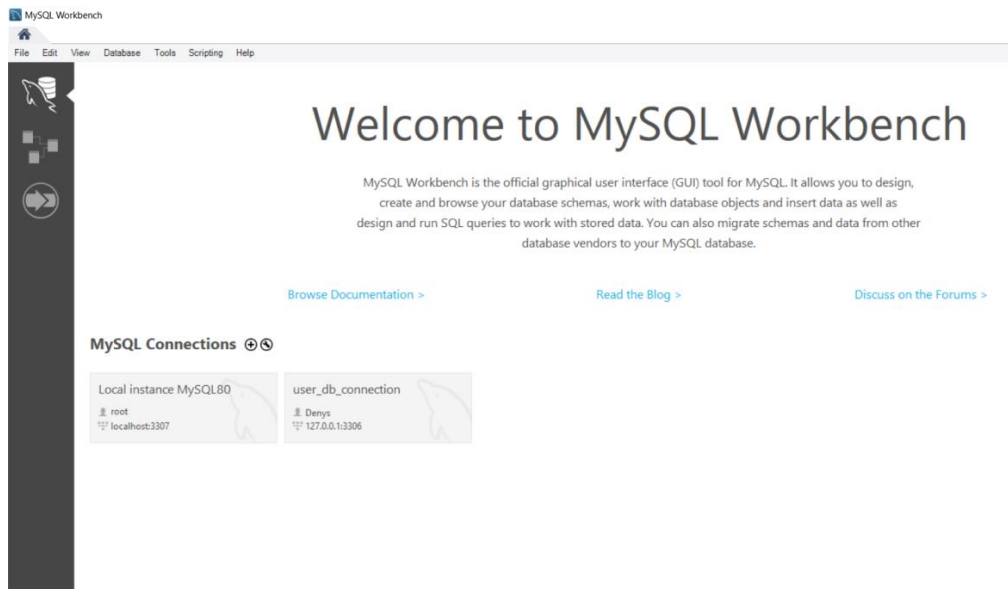 MySQL Workbench
File Edit View Database Tools Scripting Help
Welcome to MySQL Workbench
MySQL Workbench is the official graphical user interface (GUI) tool for MySQL. It allows you to design,
create and browse your database schemas, work with database objects and insert data as well as
design and run SQL queries to work with stored data. You can also migrate schemas and data from other
database vendors to your MySQL database.
Browse Documentation > Read the Blog > Discuss on the Forums >
MySQL Connections
Local instance MySQL80
root
localhost:3307
user_db_connection
Denys
127.0.0.1:3306